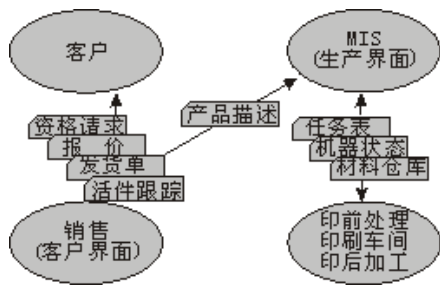 客户
MIS
(生产界面)
资格请求
报 价
发货单
活件跟踪
产品描述
任务表
机器状态
材料仓库
销售
(客户界面)
印前处理
印刷车间
印后加工